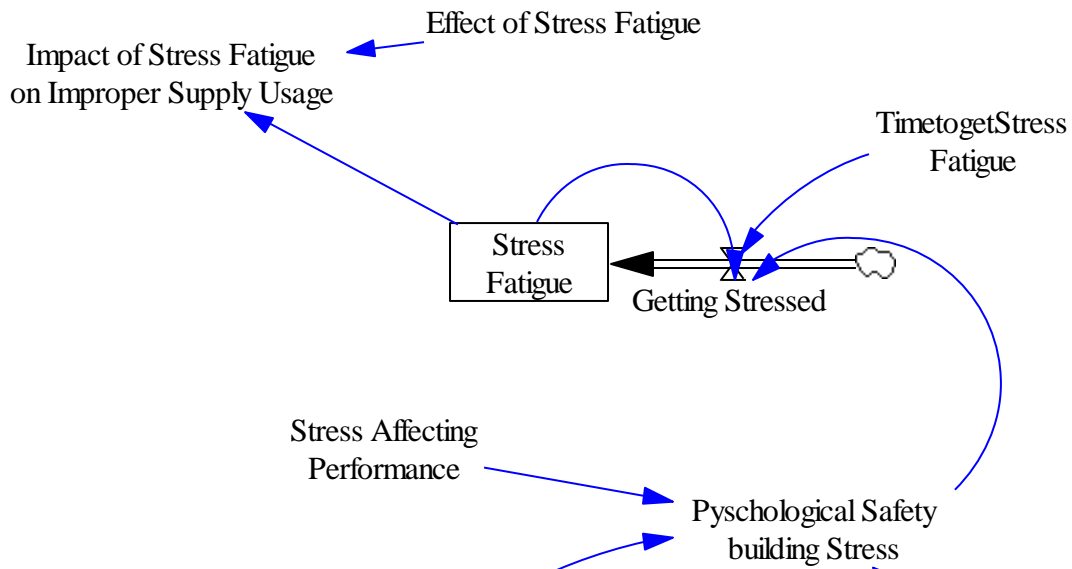 Effect of Stress Fatigue
Impact of Stress Fatigue
on Improper Supply Usage
TimetogetStress
Fatigue
Stress
Fatigue
Getting Stressed
Stress Affecting
Performance
Pyschological Safety
building Stress